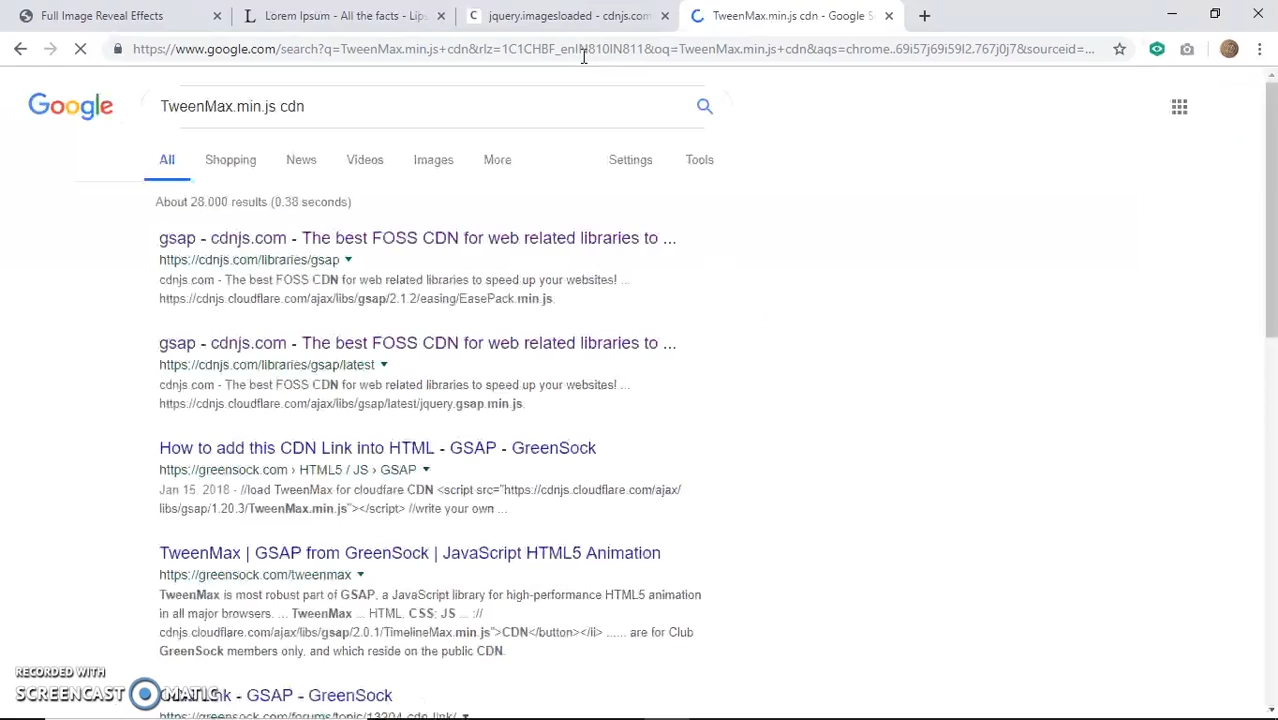 Full Image Reveal Effects
Lorem Ipsum - All the facts - Lips
jquery.imagesloaded - cdnjs.com
TweenMax.min.js cdn - Google S
https://www.google.com/search?q=TweenMax.min.js+cdn&rlz=1C1CHBF_enIN810IN811&oq=TweenMax.min.js+cdn&aqs=chrome..69i57j69i59l2.767j0j7&sourceid=...
Google
TweenMax.min.js cdn
All Shopping News Videos Images More Settings Tools
About 28,000 results (0.38 seconds)
gsap - cdnjs.com - The best FOSS CDN for web related libraries to ...
https://cdnjs.com/libraries/gsap
cdnjs.com - The best FOSS CDN for web related libraries to speed up your websites! ...
https://cdnjs.cloudflare.com/ajax/libs/gsap/2.1.2/easing/EasePack.min.js.
gsap - cdnjs.com - The best FOSS CDN for web related libraries to ...
https://cdnjs.com/libraries/gsap/latest
cdnjs.com - The best FOSS CDN for web related libraries to speed up your websites! ...
https://cdnjs.cloudflare.com/ajax/libs/gsap/latest/jquery.gsap.min.js.
How to add this CDN Link into HTML - GSAP - GreenSock
https://greensock.com › HTML5 / JS › GSAP
Jan 15, 2018 - //load TweenMax for cloudfare CDN <script src="https://cdnjs.cloudflare.com/ajax/
libs/gsap/1.20.3/TweenMax.min.js"></script> //write your own ...
TweenMax | GSAP from GreenSock | JavaScript HTML5 Animation
https://greensock.com/tweenmax
TweenMax is most robust part of GSAP, a JavaScript library for high-performance HTML5 animation
in all major browsers. ... TweenMax ... HTML, CSS; JS ... ://
cdnjs.cloudflare.com/ajax/libs/gsap/2.0.1/TimelineMax.min.js">CDN</button></li> ...... are for Club
GreenSock members only, and which reside on the public CDN.
RECORDED WITH
SCREENCAST MATIC
- GSAP - GreenSock
https://greensock.com/forums/topic/13204-cdn-link/